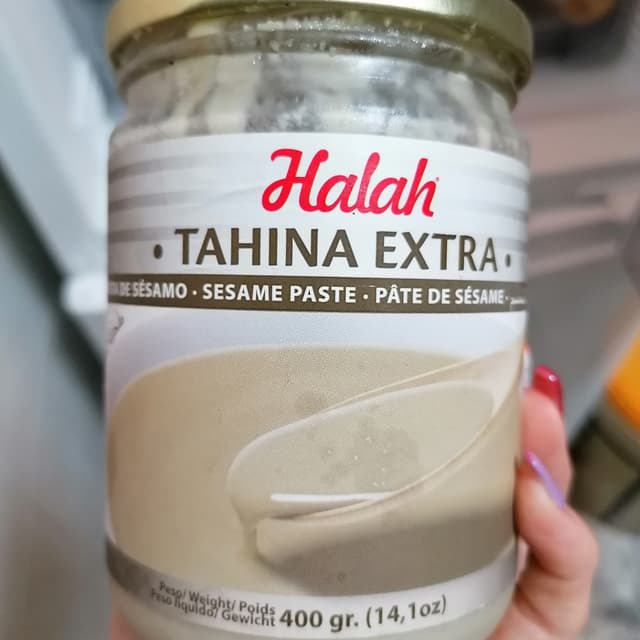 Halah
• TAHINA EXTRA •
DE SÉSAMO · SESAME PASTE · PÂTE DE SÉSAME ·
Peso/ Weight/ Poids
Peso líquido/ Gewicht 400 gr. (14,1oz)